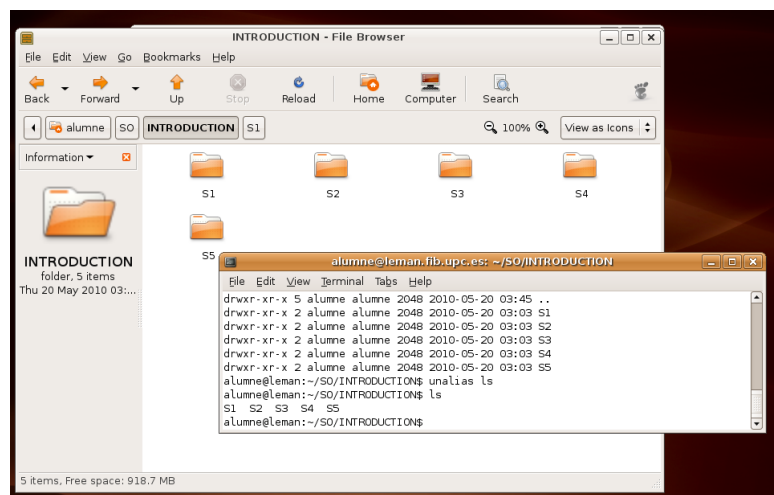 INTRODUCTION - File Browser
File Edit View Go Bookmarks Help
Back Forward Up Stop Reload Home Computer Search
alumne SO INTRODUCTION S1 100% View as Icons
Information
S1 S2 S3 S4
S5
INTRODUCTION
folder, 5 items
Thu 20 May 2010 03:...
alumne@leman.fib.upc.es: ~/SO/INTRODUCTION
File Edit View Terminal Tabs Help
drwxr-xr-x 5 alumne alumne 2048 2010-05-20 03:45 ..
drwxr-xr-x 2 alumne alumne 2048 2010-05-20 03:03 S1
drwxr-xr-x 2 alumne alumne 2048 2010-05-20 03:03 S2
drwxr-xr-x 2 alumne alumne 2048 2010-05-20 03:03 S3
drwxr-xr-x 2 alumne alumne 2048 2010-05-20 03:03 S4
drwxr-xr-x 2 alumne alumne 2048 2010-05-20 03:03 S5
alumne@leman:~/SO/INTRODUCTION$ unalias ls
alumne@leman:~/SO/INTRODUCTION$ ls
S1 S2 S3 S4 S5
alumne@leman:~/SO/INTRODUCTION$
5 items, Free space: 918.7 MB